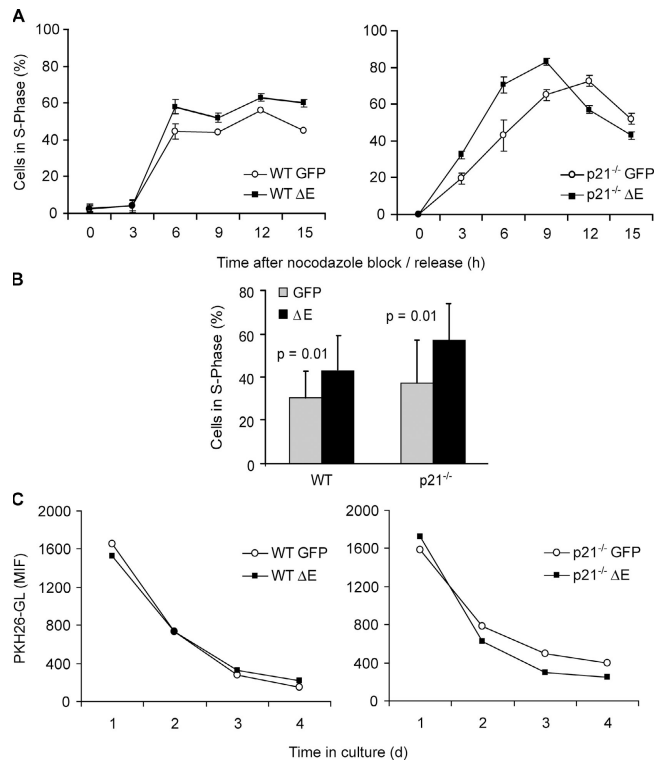 A
Cells in S-Phase (%)
100
80
60
40
20
0
0 3 6 9 12 15
WT GFP
WT ΔE
100
80
60
40
20
0
0 3 6 9 12 15
p21-/- GFP
p21-/- ΔE
Time after nocodazole block / release (h)
B
Cells in S-Phase (%)
80
60
40
20
0
GFP
ΔE
p = 0.01
p = 0.01
WT p21-/-
C
PKH26-GL (MIF)
2000
1600
1200
800
400
0
1 2 3 4
WT GFP
WT ΔE
2000
1600
1200
800
400
0
1 2 3 4
p21-/- GFP
p21-/- ΔE
Time in culture (d)